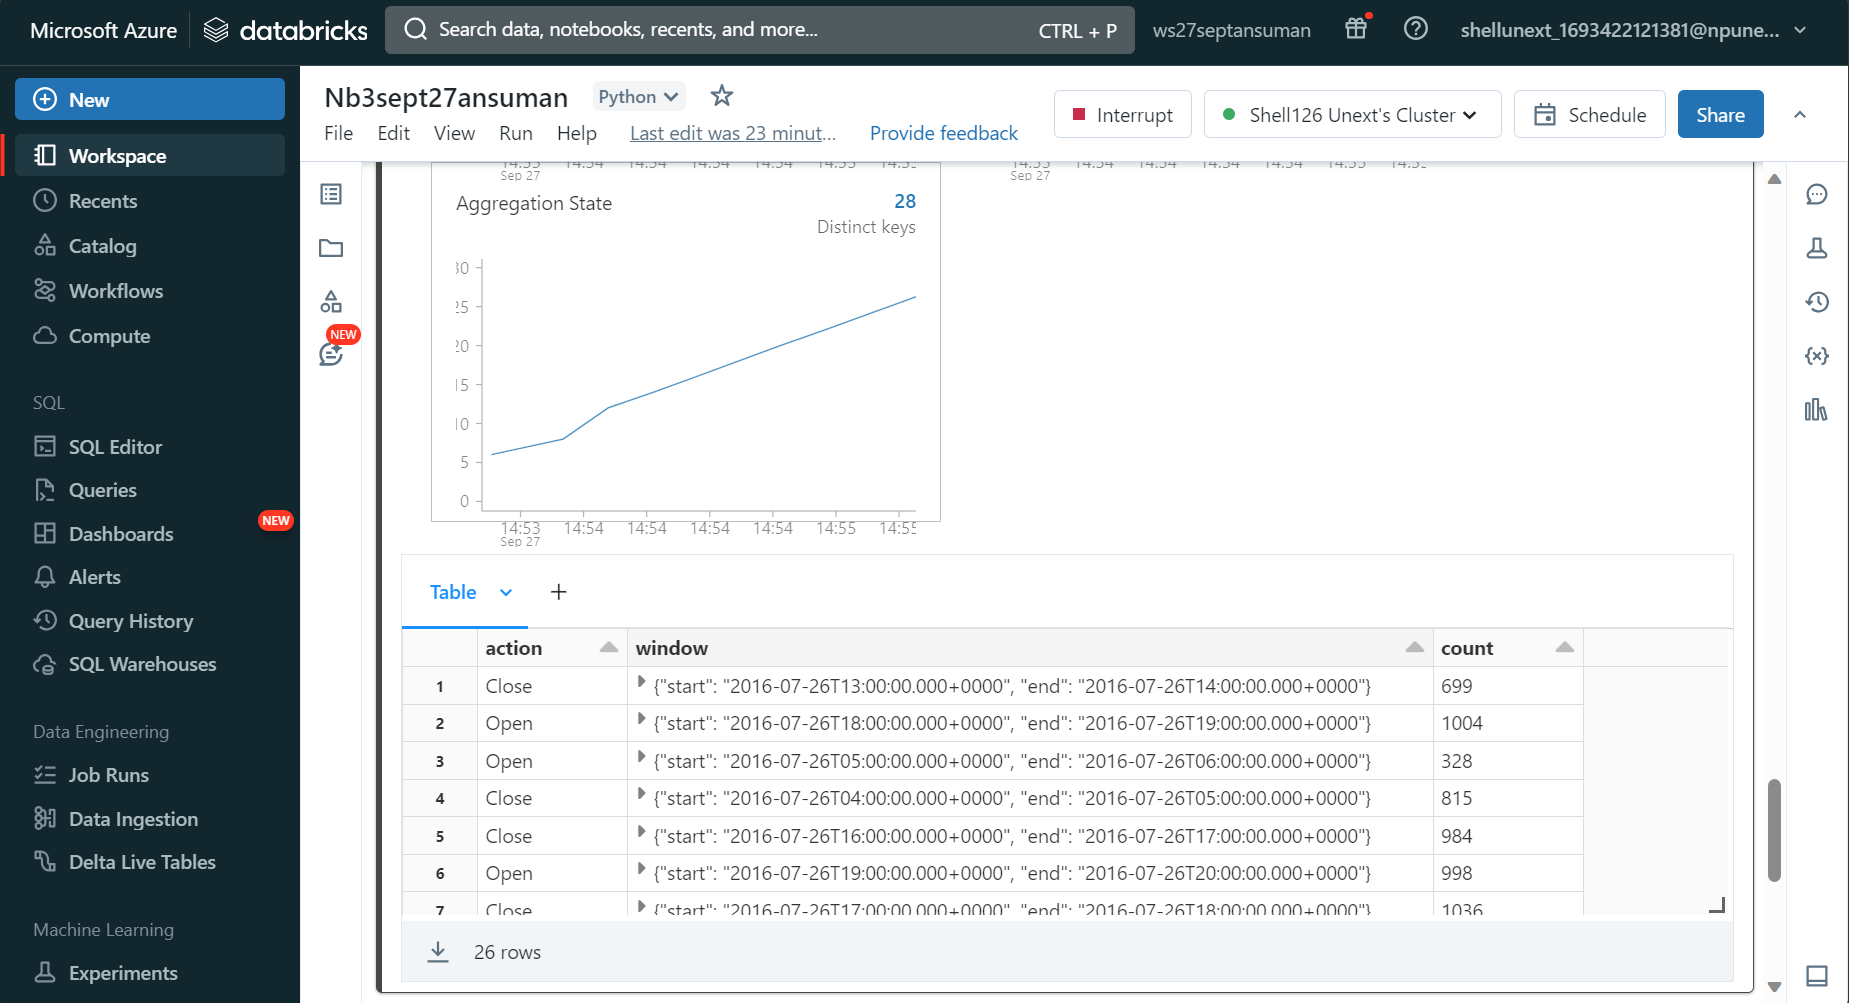 Microsoft Azure databricks Search data, notebooks, recents, and more... CTRL + P ws27septansuman shellunext_1693422121381@npune...
New
Workspace
Recents
Catalog
Workflows
Compute
SQL
SQL Editor
Queries
NEW
Dashboards
Alerts
Query History
SQL Warehouses
Data Engineering
Job Runs
Data Ingestion
Delta Live Tables
Machine Learning
Experiments
Nb3sept27ansuman Python
File Edit View Run Help Last edit was 23 minut... Provide feedback
Interrupt Shell126 Unext's Cluster Schedule Share
NEW
14:53 14:54 14:54 14:54 14:54 14:55 14:55
Sep 27
14:53 14:54 14:54 14:54 14:54 14:55 14:55
Sep 27
Aggregation State 28
Distinct keys
30
25
20
15
10
5
0
14:53 14:54 14:54 14:54 14:54 14:55 14:55
Sep 27
Table +
action window count
1 Close {"start": "2016-07-26T13:00:00.000+0000", "end": "2016-07-26T14:00:00.000+0000"} 699
2 Open {"start": "2016-07-26T18:00:00.000+0000", "end": "2016-07-26T19:00:00.000+0000"} 1004
3 Open {"start": "2016-07-26T05:00:00.000+0000", "end": "2016-07-26T06:00:00.000+0000"} 328
4 Close {"start": "2016-07-26T04:00:00.000+0000", "end": "2016-07-26T05:00:00.000+0000"} 815
5 Close {"start": "2016-07-26T16:00:00.000+0000", "end": "2016-07-26T17:00:00.000+0000"} 984
6 Open {"start": "2016-07-26T19:00:00.000+0000", "end": "2016-07-26T20:00:00.000+0000"} 998
7 Close {"start": "2016-07-26T17:00:00.000+0000", "end": "2016-07-26T18:00:00.000+0000"} 1036
26 rows